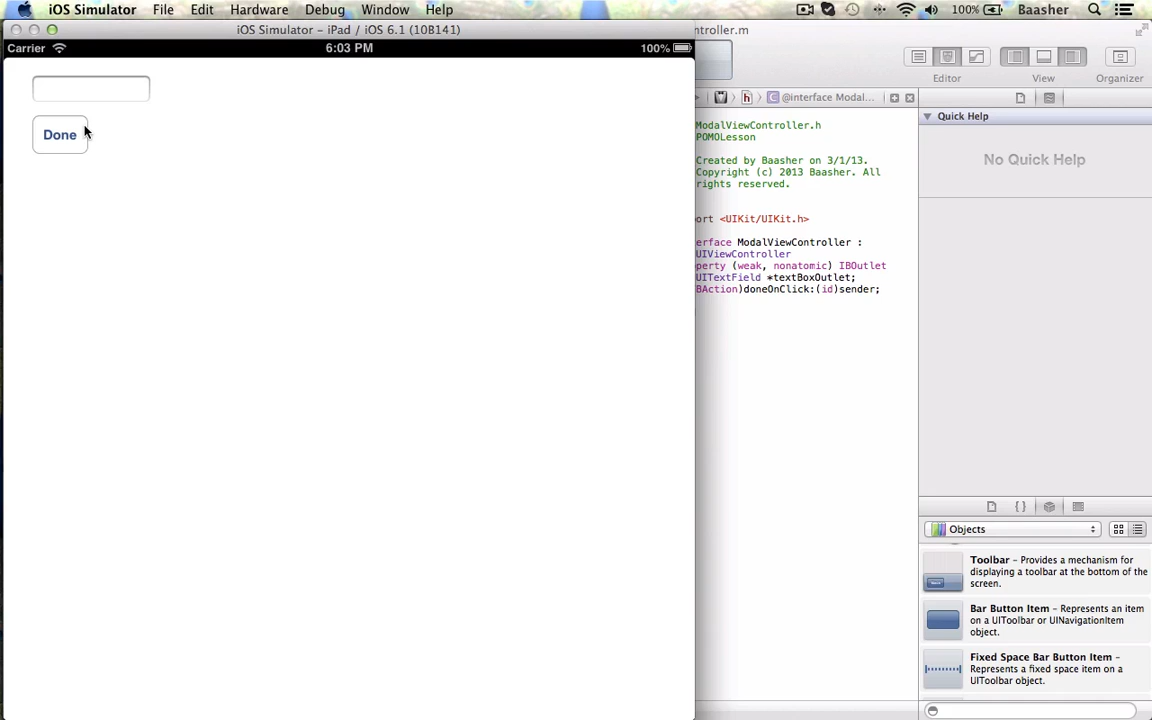 iOS Simulator File Edit Hardware Debug Window Help 100% Baasher
iOS Simulator – iPad / iOS 6.1 (10B141)
ntroller.m
Carrier 6:03 PM 100%
Editor View Organizer
@interface Modal...
Quick Help
No Quick Help
Done
ModalViewController.h
POMOLesson
Created by Baasher on 3/1/13.
Copyright (c) 2013 Baasher. All
rights reserved.
ort <UIKit/UIKit.h>
erface ModalViewController :
UIViewController
perty (weak, nonatomic) IBOutlet
UITextField *textBoxOutlet;
BAction)doneOnClick:(id)sender;
Objects
Toolbar – Provides a mechanism for
displaying a toolbar at the bottom of the
screen.
Bar Button Item – Represents an item
on a UIToolbar or UINavigationItem
object.
Fixed Space Bar Button Item –
Represents a fixed space item on a
UIToolbar object.